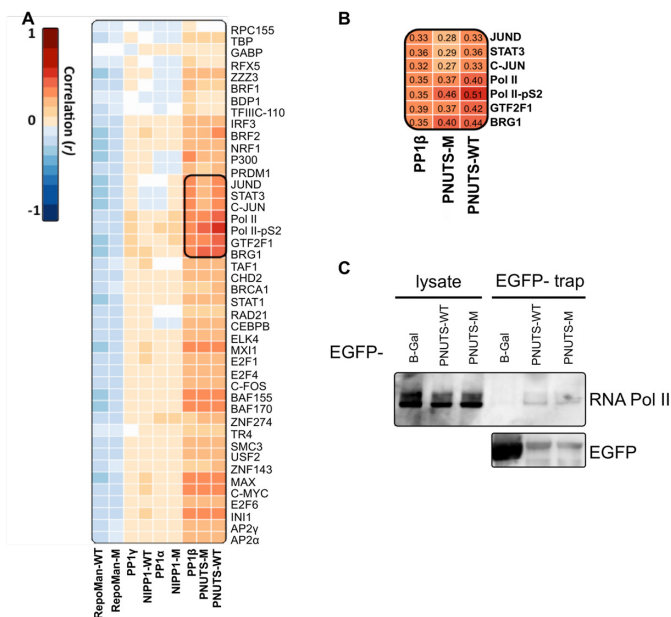 A
1
0
-1
Correlation (r)
RPC155
TBP
GABP
RFX5
ZZZ3
BRF1
BDP1
TFIIIC-110
IRF3
BRF2
NRF1
P300
PRDM1
JUND
STAT3
C-JUN
Pol II
Pol II-pS2
GTF2F1
BRG1
TAF1
CHD2
BRCA1
STAT1
RAD21
CEBPB
ELK4
MXI1
E2F1
E2F4
C-FOS
BAF155
BAF170
ZNF274
TR4
SMC3
USF2
ZNF143
MAX
C-MYC
E2F6
INI1
AP2γ
AP2α
RepoMan-WT
RepoMan-M
PP1γ
NIPP1-WT
PP1α
NIPP1-M
PP1β
PNUTS-M
PNUTS-WT
B
0.33 0.28 0.33 JUND
0.36 0.29 0.36 STAT3
0.32 0.27 0.33 C-JUN
0.35 0.37 0.40 Pol II
0.35 0.46 0.51 Pol II-pS2
0.39 0.37 0.42 GTF2F1
0.35 0.40 0.44 BRG1
PP1β
PNUTS-M
PNUTS-WT
C
lysate EGFP- trap
EGFP-
B-Gal
PNUTS-WT
PNUTS-M
B-Gal
PNUTS-WT
PNUTS-M
RNA Pol II
EGFP